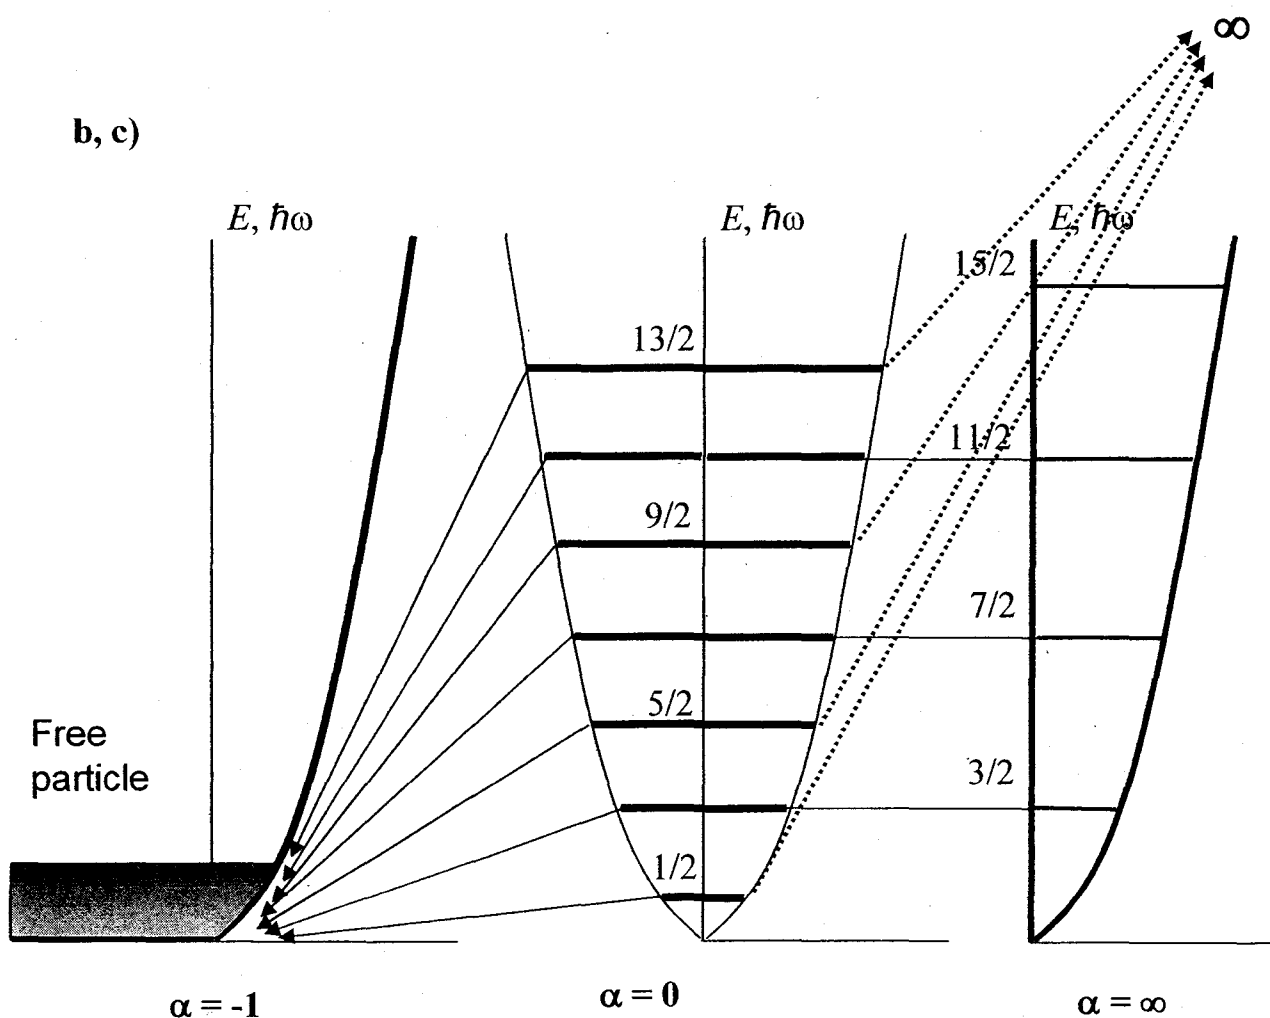 ∞
b, c)
E, ħω
E, ħω
E, ħω
15/2
13/2
11/2
9/2
7/2
5/2
3/2
1/2
Free
particle
α = -1
α = 0
α = ∞